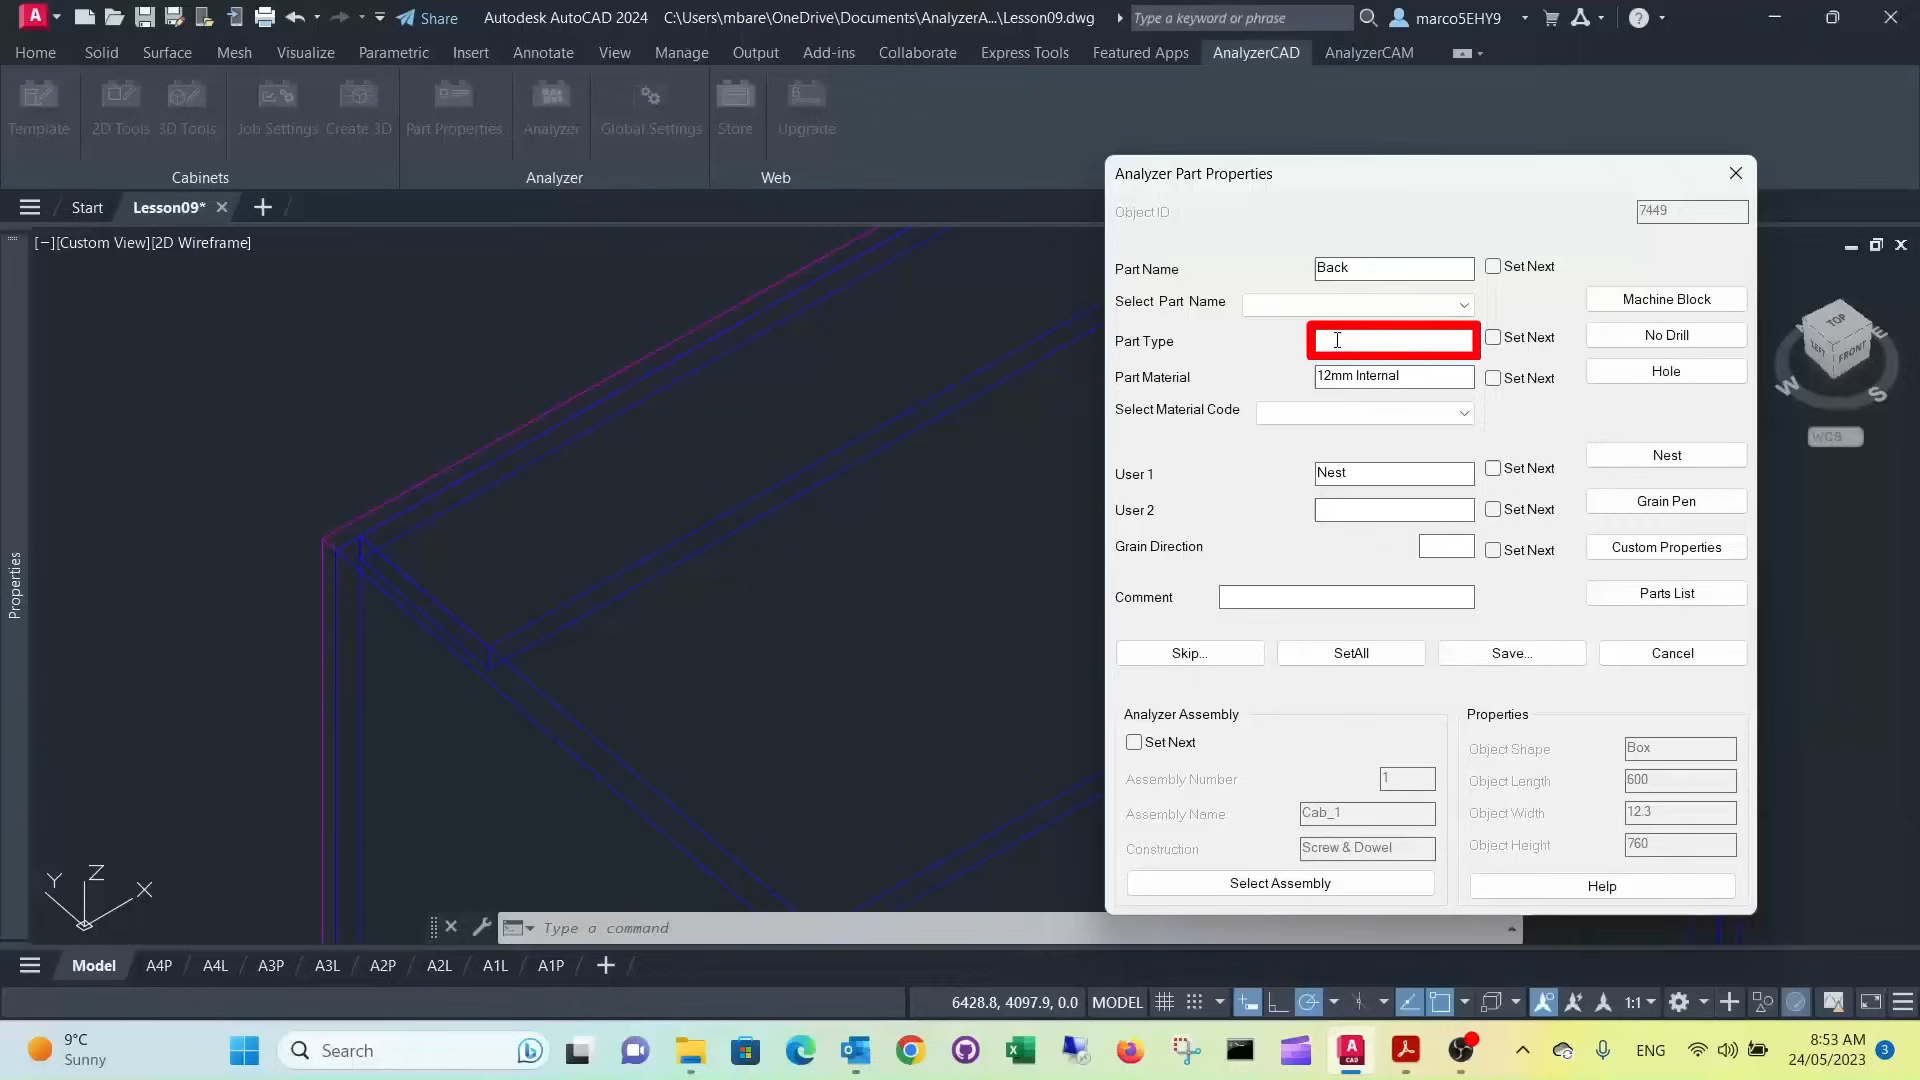 Share
Autodesk AutoCAD 2024 C:\Users\mbare\OneDrive\Documents\AnalyzerA...\Lesson09.dwg
Type a keyword or phrase
marco5EHY9
Home Solid Surface Mesh Visualize Parametric Insert Annotate View Manage Output Add-ins Collaborate Express Tools Featured Apps AnalyzerCAD AnalyzerCAM
Template 2D Tools 3D Tools Job Settings Create 3D Part Properties Analyzer Global Settings Store Upgrade
Cabinets Analyzer Web
Start Lesson09*
[−][Custom View][2D Wireframe]
Properties
Analyzer Part Properties
Object ID 7449
Part Name Back Set Next
Select Part Name Machine Block
Part Type Set Next No Drill
Part Material 12mm Internal Set Next Hole
Select Material Code
User 1 Nest Set Next Nest
User 2 Set Next Grain Pen
Grain Direction Set Next Custom Properties
Comment Parts List
Skip... SetAll Save... Cancel
Analyzer Assembly Properties
Set Next Object Shape Box
Assembly Number 1 Object Length 600
Assembly Name Cab_1 Object Width 12.3
Construction Screw & Dowel Object Height 760
Select Assembly Help
TOP
LEFT FRONT
W S E
WCS
Y Z X
Type a command
Model A4P A4L A3P A3L A2P A2L A1L A1P
6428.8, 4097.9, 0.0 MODEL 1:1
9°C
Sunny
Search
CAD
ENG
8:53 AM
24/05/2023
3